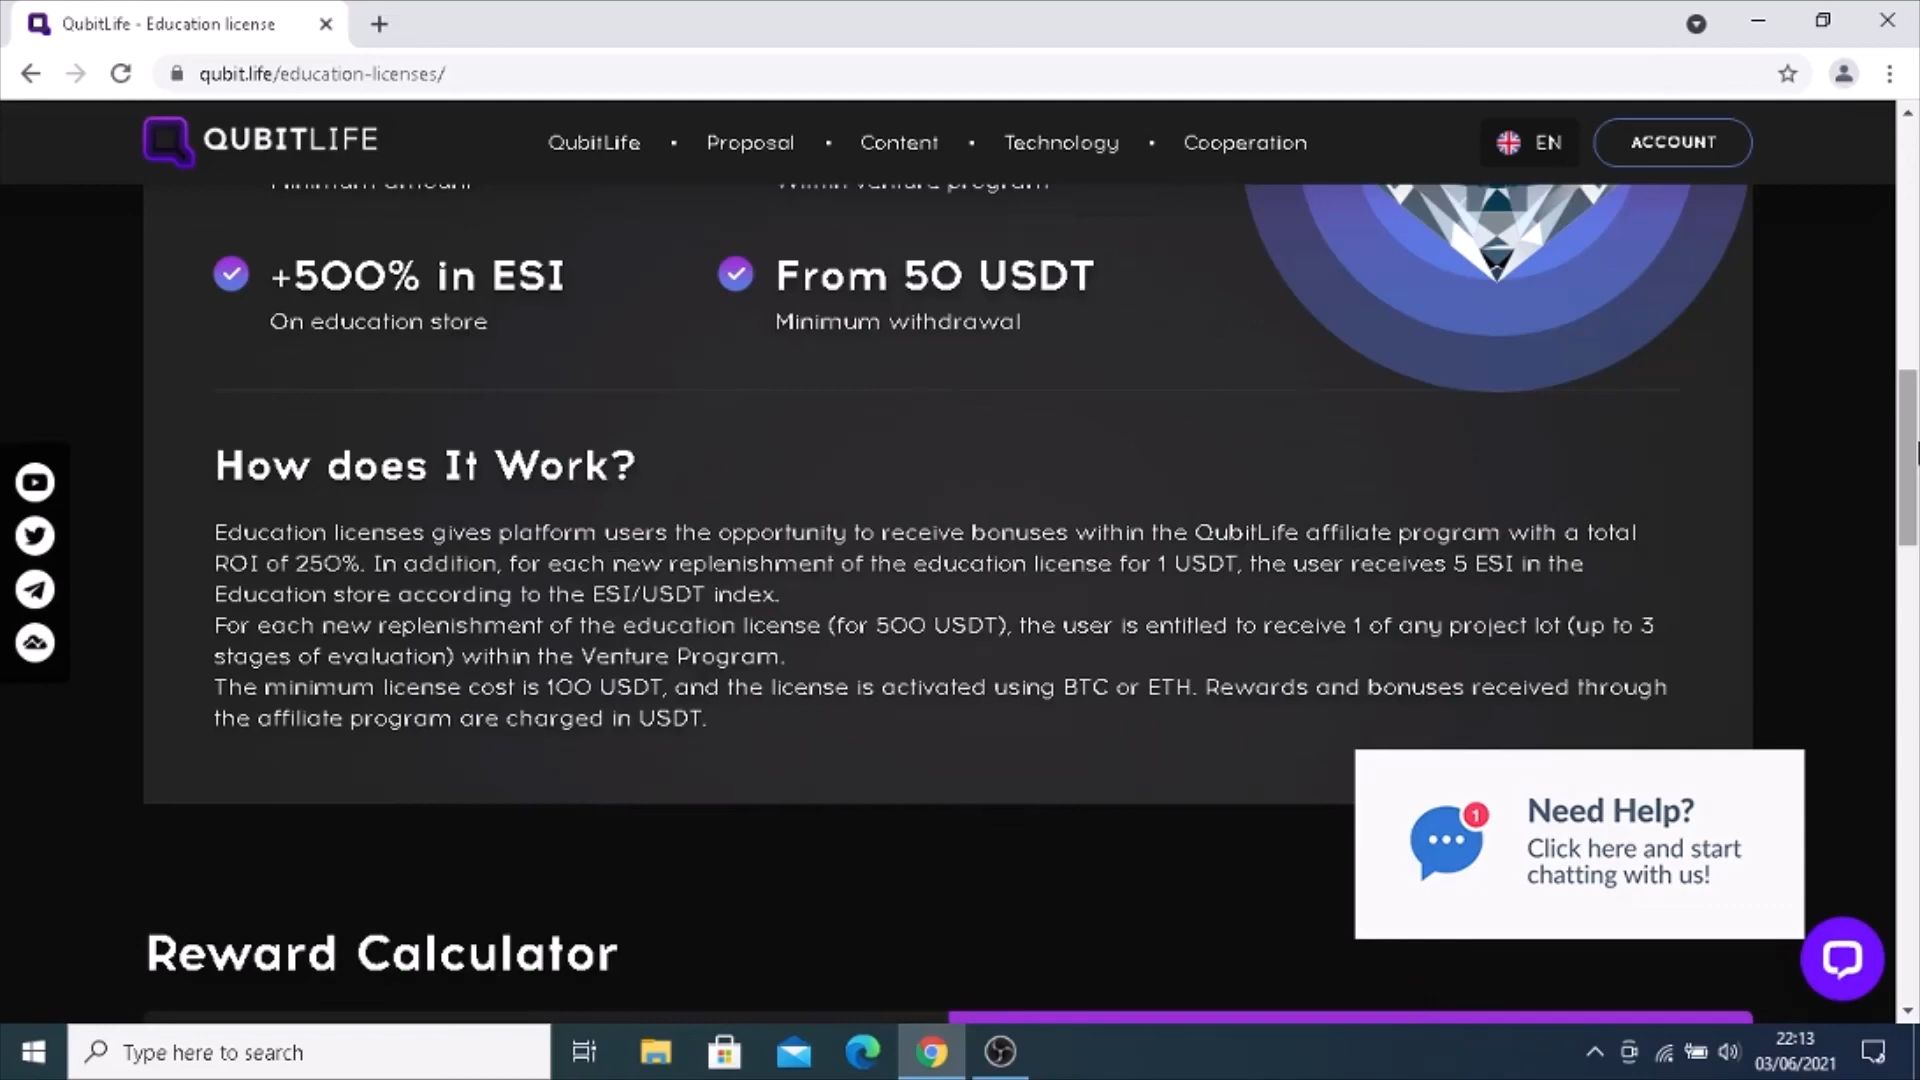 QubitLife - Education license
qubit.life/education-licenses/
QUBITLIFE
QubitLife • Proposal • Content • Technology • Cooperation
EN
ACCOUNT
Minimum amount
Within venture program
+500% in ESI
On education store
From 50 USDT
Minimum withdrawal
How does It Work?
Education licenses gives platform users the opportunity to receive bonuses within the QubitLife affiliate program with a total
ROI of 250%. In addition, for each new replenishment of the education license for 1 USDT, the user receives 5 ESI in the
Education store according to the ESI/USDT index.
For each new replenishment of the education license (for 500 USDT), the user is entitled to receive 1 of any project lot (up to 3
stages of evaluation) within the Venture Program.
The minimum license cost is 100 USDT, and the license is activated using BTC or ETH. Rewards and bonuses received through
the affiliate program are charged in USDT.
1
Need Help?
Click here and start
chatting with us!
Reward Calculator
Type here to search
22:13
03/06/2021